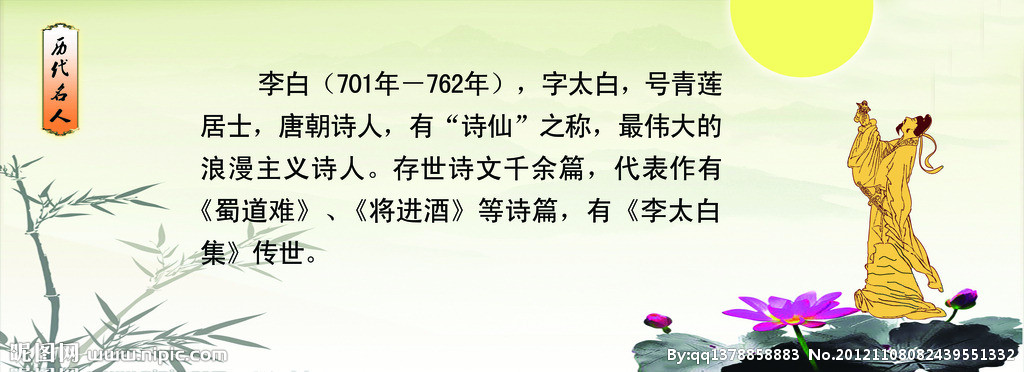 历代名人
李白（701年－762年），字太白，号青莲
居士，唐朝诗人，有“诗仙”之称，最伟大的
浪漫主义诗人。存世诗文千余篇，代表作有
《蜀道难》、《将进酒》等诗篇，有《李太白
集》传世。
昵图网 www.nipic.com
By:qq1378858883 No.20121108082439551332